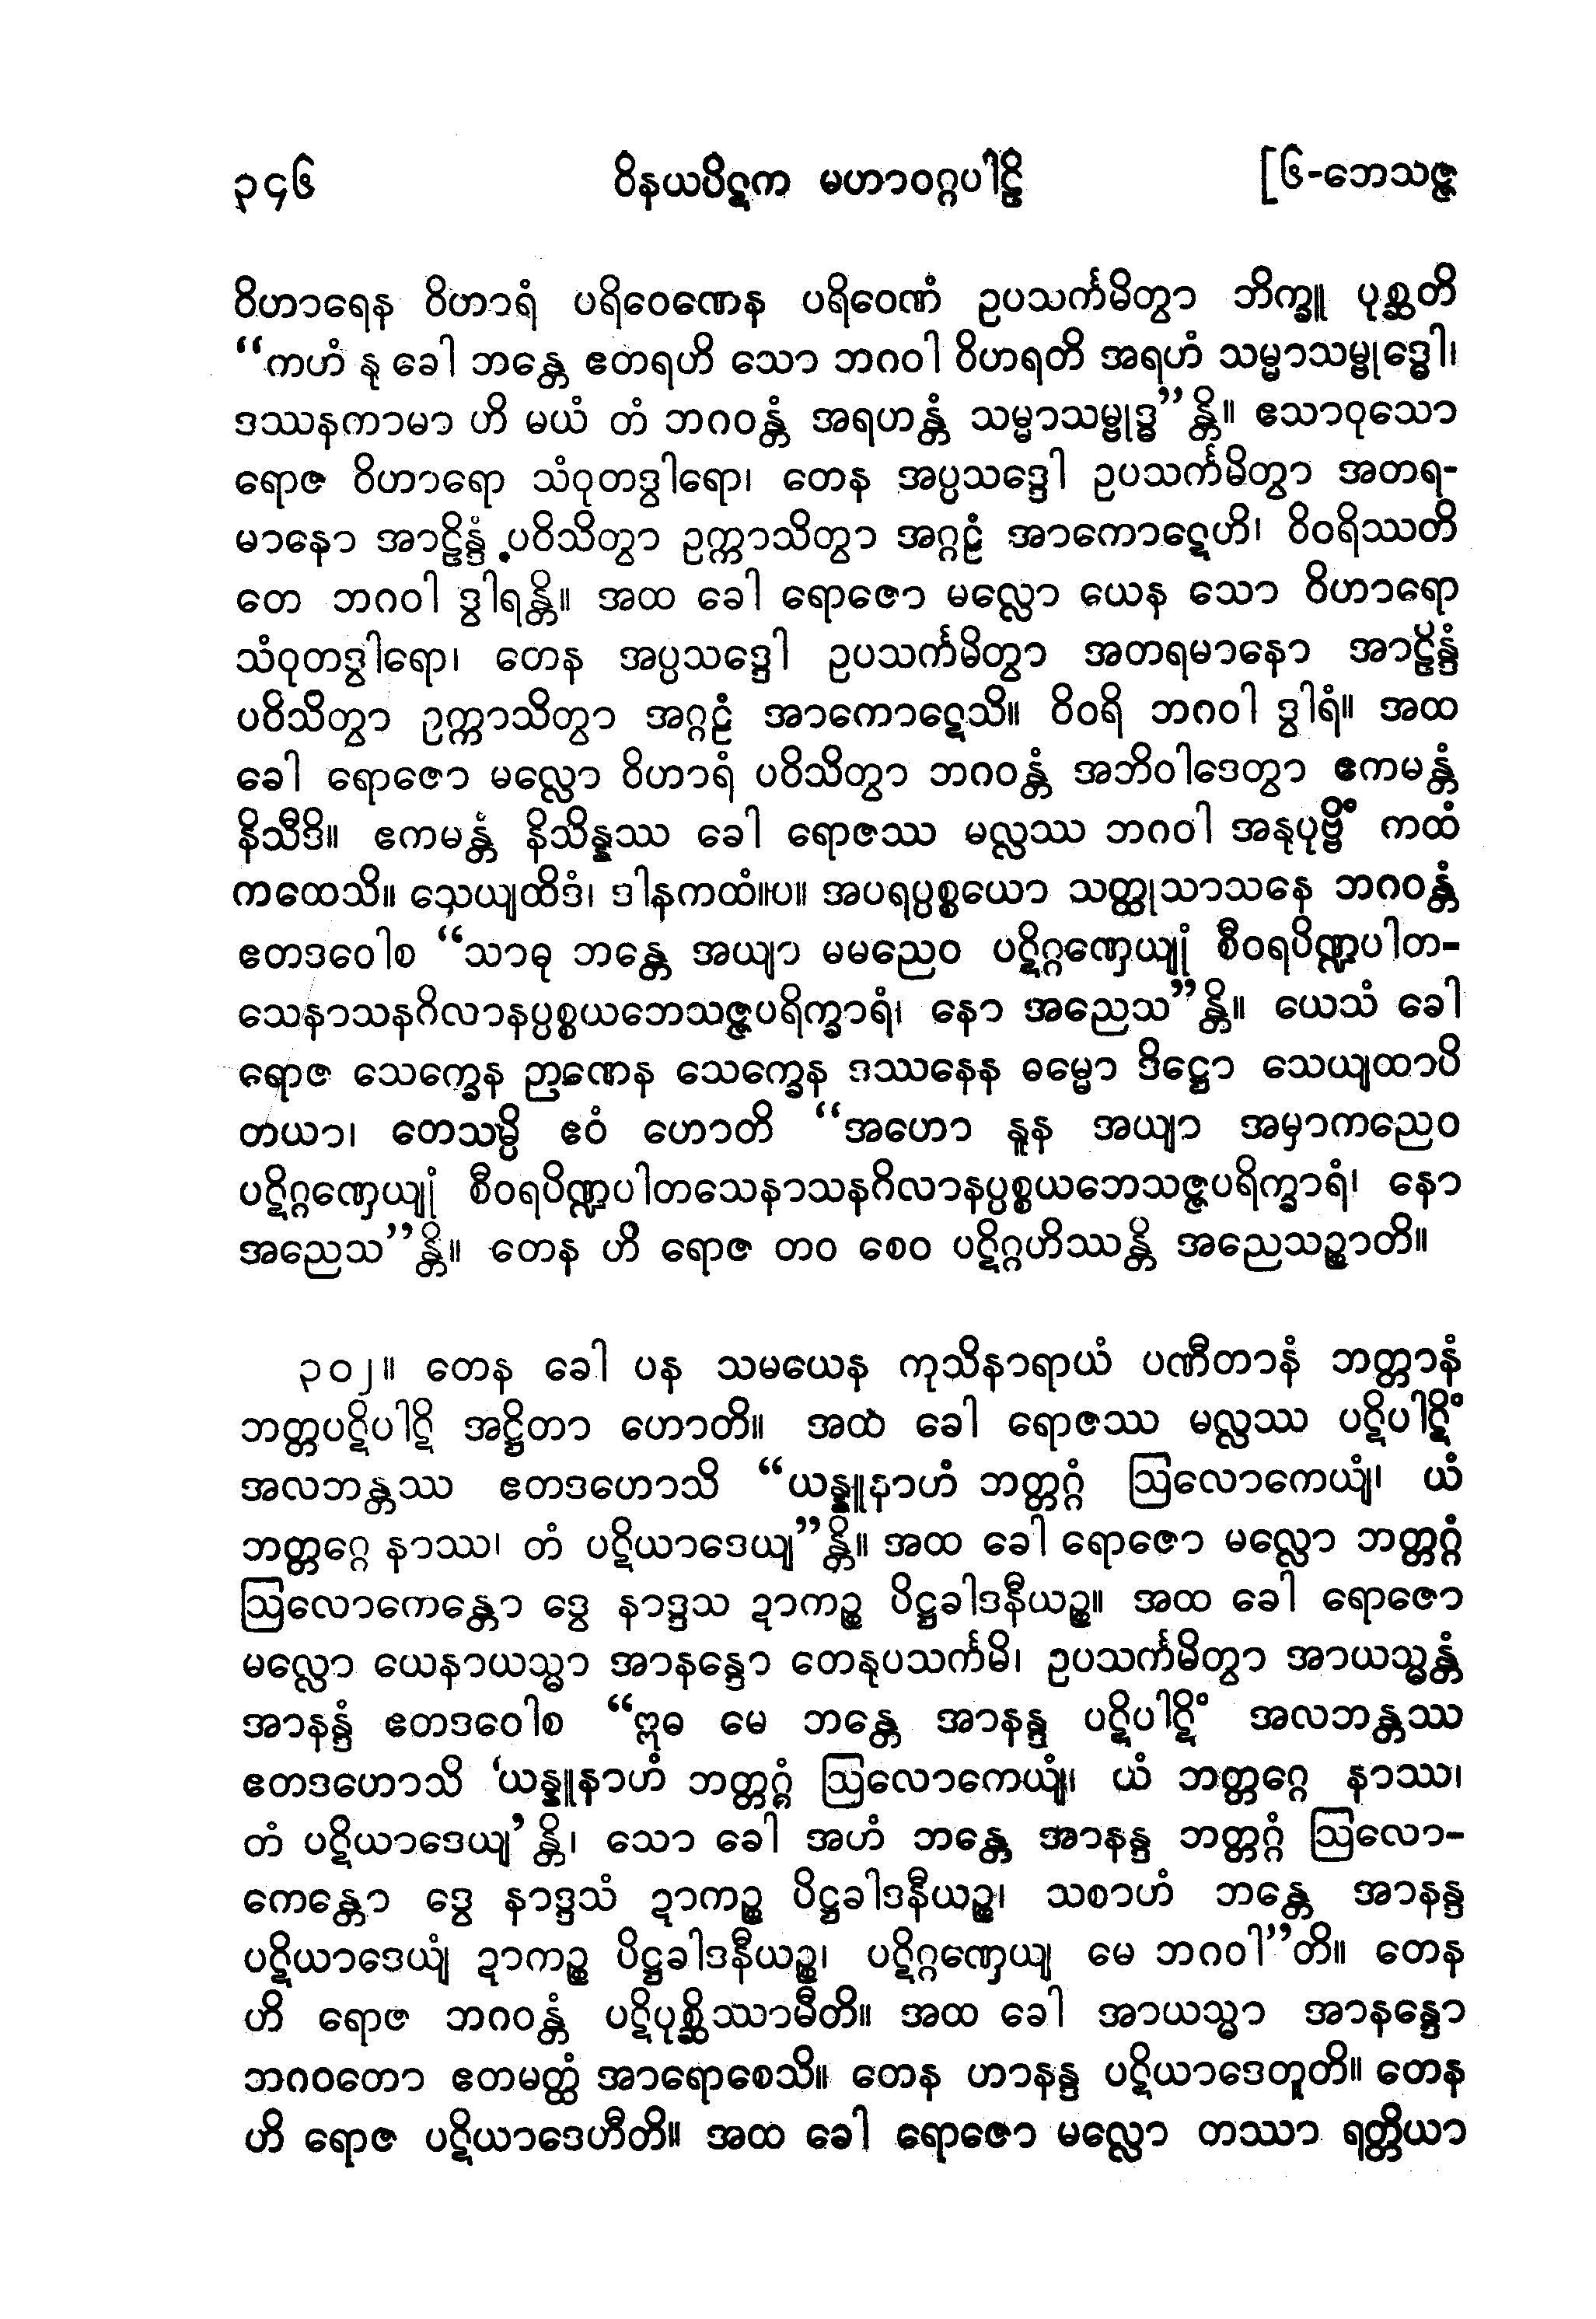 ၃၄၆ ဝိနယပိဋက မဟာဝဂ္ဂပါဠိ [၆-ဘေသဇ္ဇ
ဝိဟာရေန ဝိဟာရံ ပရိဝေဏေန ပရိဝေဏံ ဥပသင်္ကမိတွာ ဘိက္ခူ ပုစ္ဆတိ
“ကဟံ နု ခေါ ဘန္တေ ဧတရဟိ သော ဘဂဝါ ဝိဟရတိ အရဟံ သမ္မာသမ္ဗုဒ္ဓေါ၊
ဒဿနကာမာ ဟိ မယံ တံ ဘဂဝန္တံ အရဟန္တံ သမ္မာသမ္ဗုဒ္ဓ”န္တိ။ ဧသာဝုသော
ရောဇ ဝိဟာရော သံဝုတဒွါရော၊ တေန အပ္ပသဒ္ဒေါ ဥပသင်္ကမိတွာ အတရ-
မာနော အာဠိန္ဒံ ပဝိသိတွာ ဥက္ကာသိတွာ အဂ္ဂဠံ အာကောဋေဟိ၊ ဝိဝရိဿတိ
တေ ဘဂဝါ ဒွါရန္တိ။ အထ ခေါ ရောဇော မလ္လော ယေန သော ဝိဟာရော
သံဝုတဒွါရော၊ တေန အပ္ပသဒ္ဒေါ ဥပသင်္ကမိတွာ အတရမာနော အာဠိန္ဒံ
ပဝိသိတွာ ဥက္ကာသိတွာ အဂ္ဂဠံ အာကောဋေသိ။ ဝိဝရိ ဘဂဝါ ဒွါရံ။ အထ
ခေါ ရောဇော မလ္လော ဝိဟာရံ ပဝိသိတွာ ဘဂဝန္တံ အဘိဝါဒေတွာ ဧကမန္တံ
နိသီဒိ။ ဧကမန္တံ နိသိန္နဿ ခေါ ရောဇဿ မလ္လဿ ဘဂဝါ အနုပုဗ္ဗိံ ကထံ
ကထေသိ။ သေယျထိဒံ၊ ဒါနကထံ။ပ။ အပရပ္ပစ္စယော သတ္ထုသာသနေ ဘဂဝန္တံ
ဧတဒဝေါစ “သာဓု ဘန္တေ အယျာ မမညေဝ ပဋိဂ္ဂဏှေယျုံ စီဝရပိဏ္ဍပါတ-
သေနာသနဂိလာနပ္ပစ္စယဘေသဇ္ဇပရိက္ခာရံ၊ နော အညေသ”န္တိ။ ယေသံ ခေါ
ရောဇ သေက္ခေန ဉာဏေန သေက္ခေန ဒဿနေန ဓမ္မော ဒိဋ္ဌော သေယျထာပိ
တယာ၊ တေသမ္ပိ ဧဝံ ဟောတိ “အဟော နူန အယျာ အမှာကညေဝ
ပဋိဂ္ဂဏှေယျုံ စီဝရပိဏ္ဍပါတသေနာသနဂိလာနပ္ပစ္စယဘေသဇ္ဇပရိက္ခာရံ၊ နော
အညေသ”န္တိ။ တေန ဟိ ရောဇ တဝ စေဝ ပဋိဂ္ဂဟိဿန္တိ အညေသဉ္စာတိ။
၃၀၂။ တေန ခေါ ပန သမယေန ကုသိနာရာယံ ပဏီတာနံ ဘတ္တာနံ
ဘတ္တပဋိပါဋိ အဋ္ဌိတာ ဟောတိ။ အထ ခေါ ရောဇဿ မလ္လဿ ပဋိပါဋိံ
အလဘန္တဿ ဧတဒဟောသိ “ယန္နူနာဟံ ဘတ္တဂ္ဂံ ဩလောကေယျံ၊ ယံ
ဘတ္တဂ္ဂေ နာဿ၊ တံ ပဋိယာဒေယျ”န္တိ။ အထ ခေါ ရောဇော မလ္လော ဘတ္တဂ္ဂံ
ဩလောကေန္တော ဒွေ နာဒ္ဒသ ဍာကဉ္စ ပိဋ္ဌခါဒနီယဉ္စ။ အထ ခေါ ရောဇော
မလ္လော ယေနာယသ္မာ အာနန္ဒော တေနုပသင်္ကမိ၊ ဥပသင်္ကမိတွာ အာယသ္မန္တံ
အာနန္ဒံ ဧတဒဝေါစ “ဣဓ မေ ဘန္တေ အာနန္ဒ ပဋိပါဋိံ အလဘန္တဿ
ဧတဒဟောသိ ‘ယန္နူနာဟံ ဘတ္တဂ္ဂံ ဩလောကေယျံ၊ ယံ ဘတ္တဂ္ဂေ နာဿ၊
တံ ပဋိယာဒေယျ’န္တိ၊ သော ခေါ အဟံ ဘန္တေ အာနန္ဒ ဘတ္တဂ္ဂံ ဩလော-
ကေန္တော ဒွေ နာဒ္ဒသံ ဍာကဉ္စ ပိဋ္ဌခါဒနီယဉ္စ၊ သစာဟံ ဘန္တေ အာနန္ဒ
ပဋိယာဒေယျံ ဍာကဉ္စ ပိဋ္ဌခါဒနီယဉ္စ၊ ပဋိဂ္ဂဏှေယျ မေ ဘဂဝါ”တိ။ တေန
ဟိ ရောဇ ဘဂဝန္တံ ပဋိပုစ္ဆိဿာမီတိ။ အထ ခေါ အာယသ္မာ အာနန္ဒော
ဘဂဝတော ဧတမတ္ထံ အာရောစေသိ။ တေန ဟာနန္ဒ ပဋိယာဒေတူတိ။ တေန
ဟိ ရောဇ ပဋိယာဒေဟီတိ။ အထ ခေါ ရောဇော မလ္လော တဿာ ရတ္တိယာ